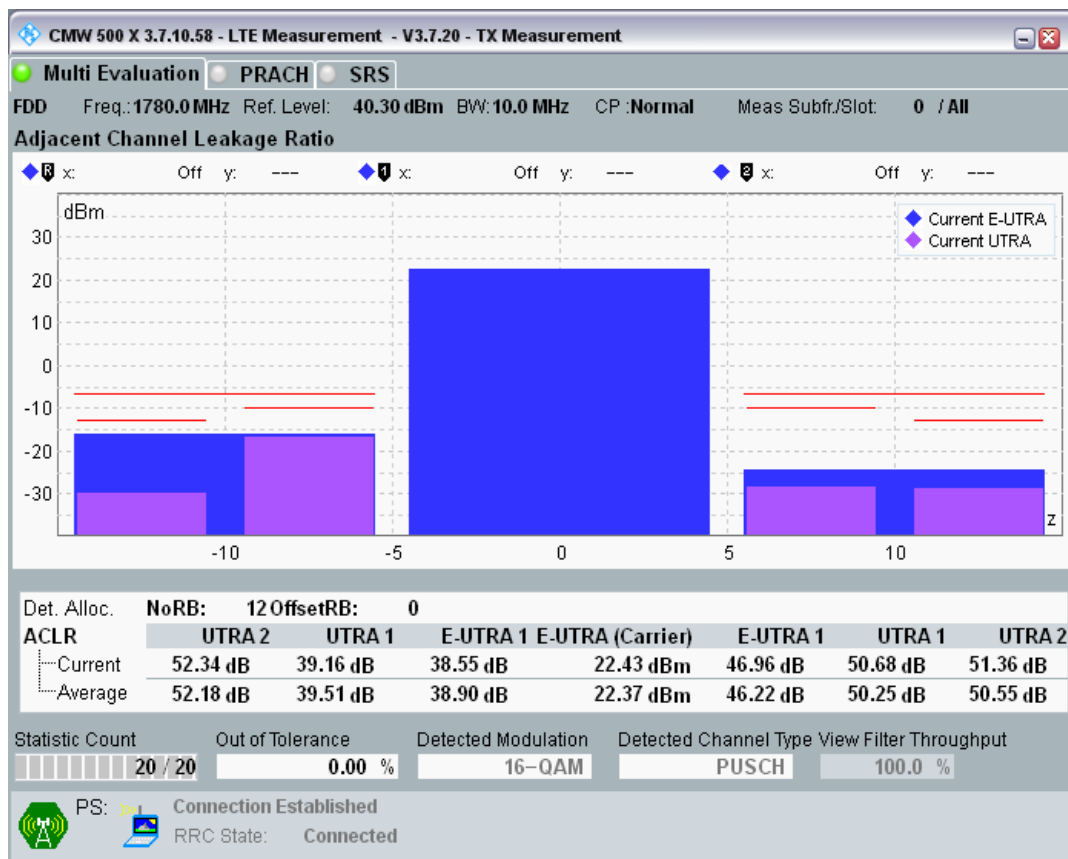 CMW 500 X 3.7.10.58 - LTE Measurement - V3.7.20 - TX Measurement
Multi Evaluation PRACH SRS
FDD Freq.: 1780.0 MHz Ref. Level: 40.30 dBm BW: 10.0 MHz CP :Normal Meas Subfr./Slot: 0 / All
Adjacent Channel Leakage Ratio
R x: Off y: --- 1 x: Off y: --- 2 x: Off y: ---
dBm
Current E-UTRA
Current UTRA
30
20
10
0
-10
-20
-30
z
-10 -5 0 5 10
Det. Alloc. NoRB: 12 OffsetRB: 0
ACLR UTRA 2 UTRA 1 E-UTRA 1 E-UTRA (Carrier) E-UTRA 1 UTRA 1 UTRA 2
Current 52.34 dB 39.16 dB 38.55 dB 22.43 dBm 46.96 dB 50.68 dB 51.36 dB
Average 52.18 dB 39.51 dB 38.90 dB 22.37 dBm 46.22 dB 50.25 dB 50.55 dB
Statistic Count Out of Tolerance Detected Modulation Detected Channel Type View Filter Throughput
20 / 20 0.00 % 16-QAM PUSCH 100.0 %
PS: Connection Established
RRC State: Connected